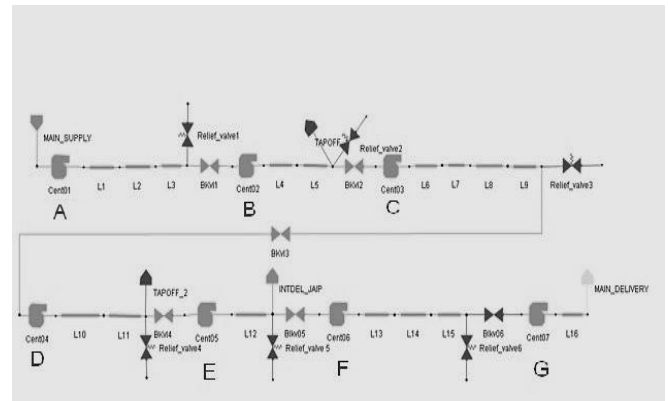 MAIN_SUPPLY
Relief_valve1
TAPOFF
Relief_valve2
Cent01
L1
L2
L3
BKvl1
Cent02
L4
L5
BKvl2
Cent03
L6
L7
L8
L9
Relief_valve3
A
B
C
BKvl3
TAPOFF_2
INTDEL_JAIP
MAIN_DELIVERY
Cent04
L10
L11
BKvl4
Relief_valve4
Cent05
L12
BKvl05
Relief_valve 5
Cent06
L13
L14
L15
BKvl06
Relief_valve6
Cent07
L16
D
E
F
G